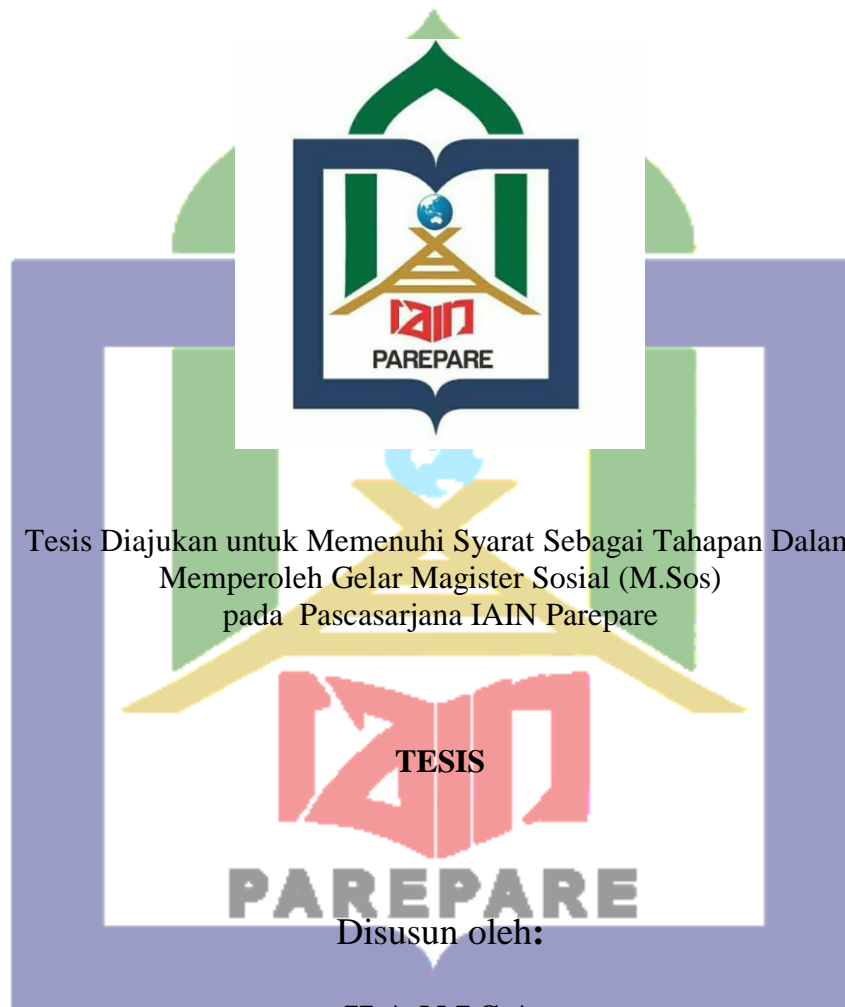 IAIN
PAREPARE
Tesis Diajukan untuk Memenuhi Syarat Sebagai Tahapan Dalam
Memperoleh Gelar Magister Sosial (M.Sos)
pada Pascasarjana IAIN Parepare
IAIN
TESIS
PAREPARE
Disusun oleh: